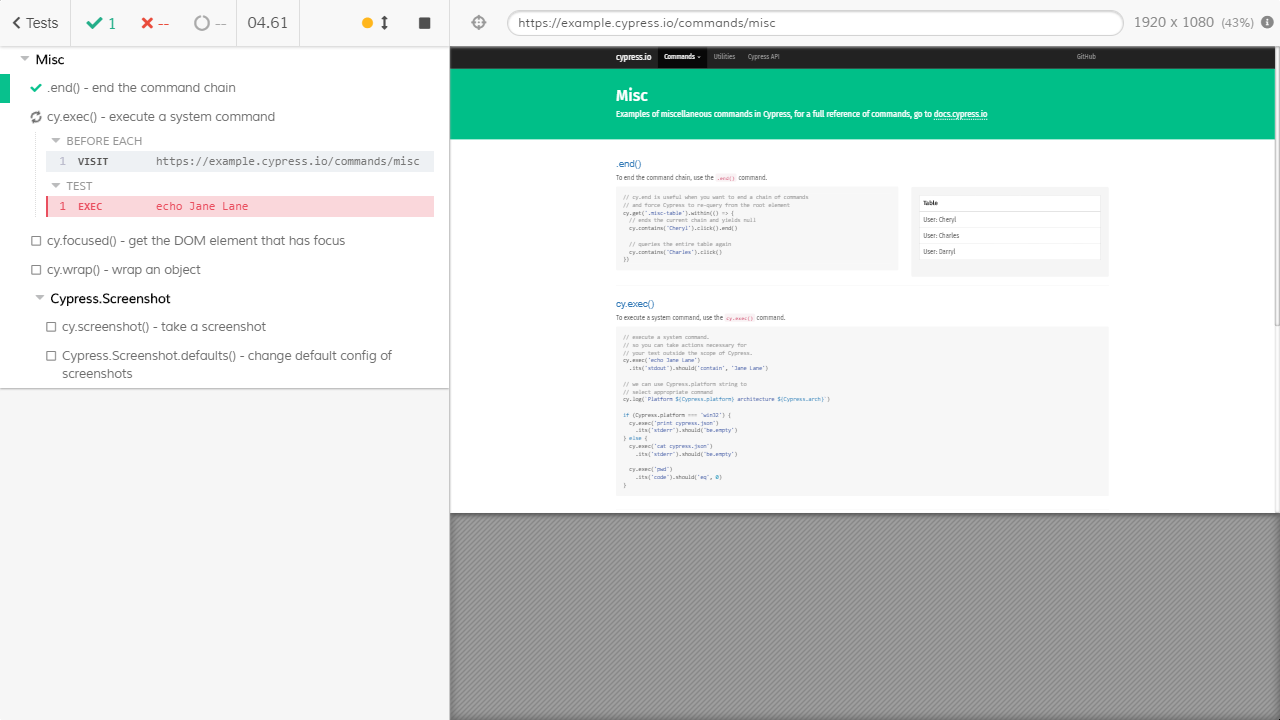 Tests
1
--
--
04.61
https://example.cypress.io/commands/misc
1920 x 1080 (43%)
Misc
.end() - end the command chain
cy.exec() - execute a system command
BEFORE EACH
1 VISIT https://example.cypress.io/commands/misc
TEST
1 EXEC echo Jane Lane
cy.focused() - get the DOM element that has focus
cy.wrap() - wrap an object
Cypress.Screenshot
cy.screenshot() - take a screenshot
Cypress.Screenshot.defaults() - change default config of
screenshots
cypress.io Commands Utilities Cypress API GitHub
Misc
Examples of miscellaneous commands in Cypress, for a full reference of commands, go to docs.cypress.io
.end()
To end the command chain, use the .end() command.
// cy.end is useful when you want to end a chain of commands
// and force Cypress to re-query from the root element
cy.get('.misc-table').within(() => {
// ends the current chain and yields null
cy.contains('Cheryl').click().end()
// queries the entire table again
cy.contains('Charles').click()
})
Table
User: Cheryl
User: Charles
User: Darryl
cy.exec()
To execute a system command, use the cy.exec() command.
// execute a system command.
// so you can take actions necessary for
// your test outside the scope of Cypress.
cy.exec('echo Jane Lane')
.its('stdout').should('contain', 'Jane Lane')
// we can use Cypress.platform string to
// select appropriate command
cy.log(`Platform ${Cypress.platform} architecture ${Cypress.arch}`)
if (Cypress.platform === 'win32') {
cy.exec('print cypress.json')
.its('stderr').should('be.empty')
} else {
cy.exec('cat cypress.json')
.its('stderr').should('be.empty')
cy.exec('pwd')
.its('code').should('eq', 0)
}